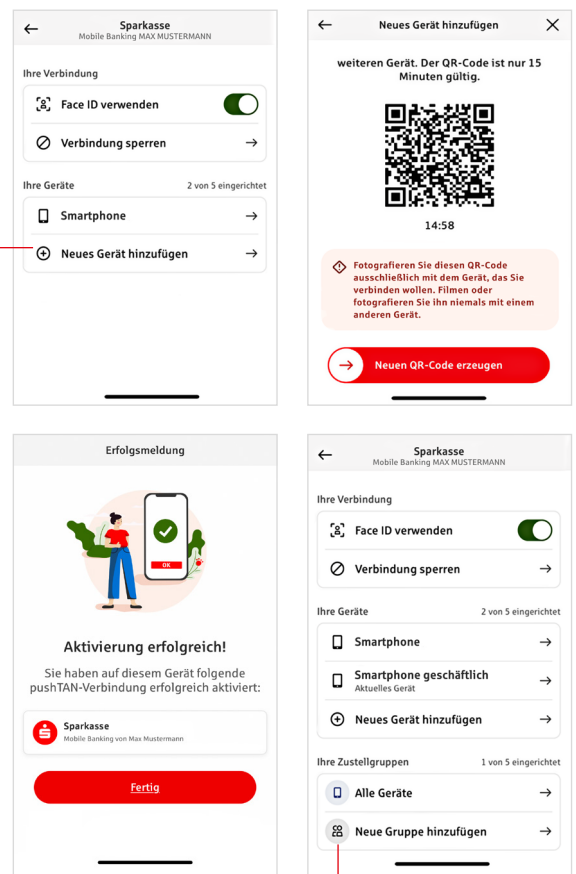 Sparkasse
Mobile Banking MAX MUSTERMANN
Ihre Verbindung
Face ID verwenden
Verbindung sperren
Ihre Geräte 2 von 5 eingerichtet
Smartphone
Neues Gerät hinzufügen
Neues Gerät hinzufügen
weiteren Gerät. Der QR-Code ist nur 15
Minuten gültig.
14:58
Fotografieren Sie diesen QR-Code
ausschließlich mit dem Gerät, das Sie
verbinden wollen. Filmen oder
fotografieren Sie ihn niemals mit einem
anderen Gerät.
Neuen QR-Code erzeugen
Erfolgsmeldung
OK
Aktivierung erfolgreich!
Sie haben auf diesem Gerät folgende
pushTAN-Verbindung erfolgreich aktiviert:
Sparkasse
Mobile Banking von Max Mustermann
Fertig
Sparkasse
Mobile Banking MAX MUSTERMANN
Ihre Verbindung
Face ID verwenden
Verbindung sperren
Ihre Geräte 2 von 5 eingerichtet
Smartphone
Smartphone geschäftlich
Aktuelles Gerät
Neues Gerät hinzufügen
Ihre Zustellgruppen 1 von 5 eingerichtet
Alle Geräte
Neue Gruppe hinzufügen